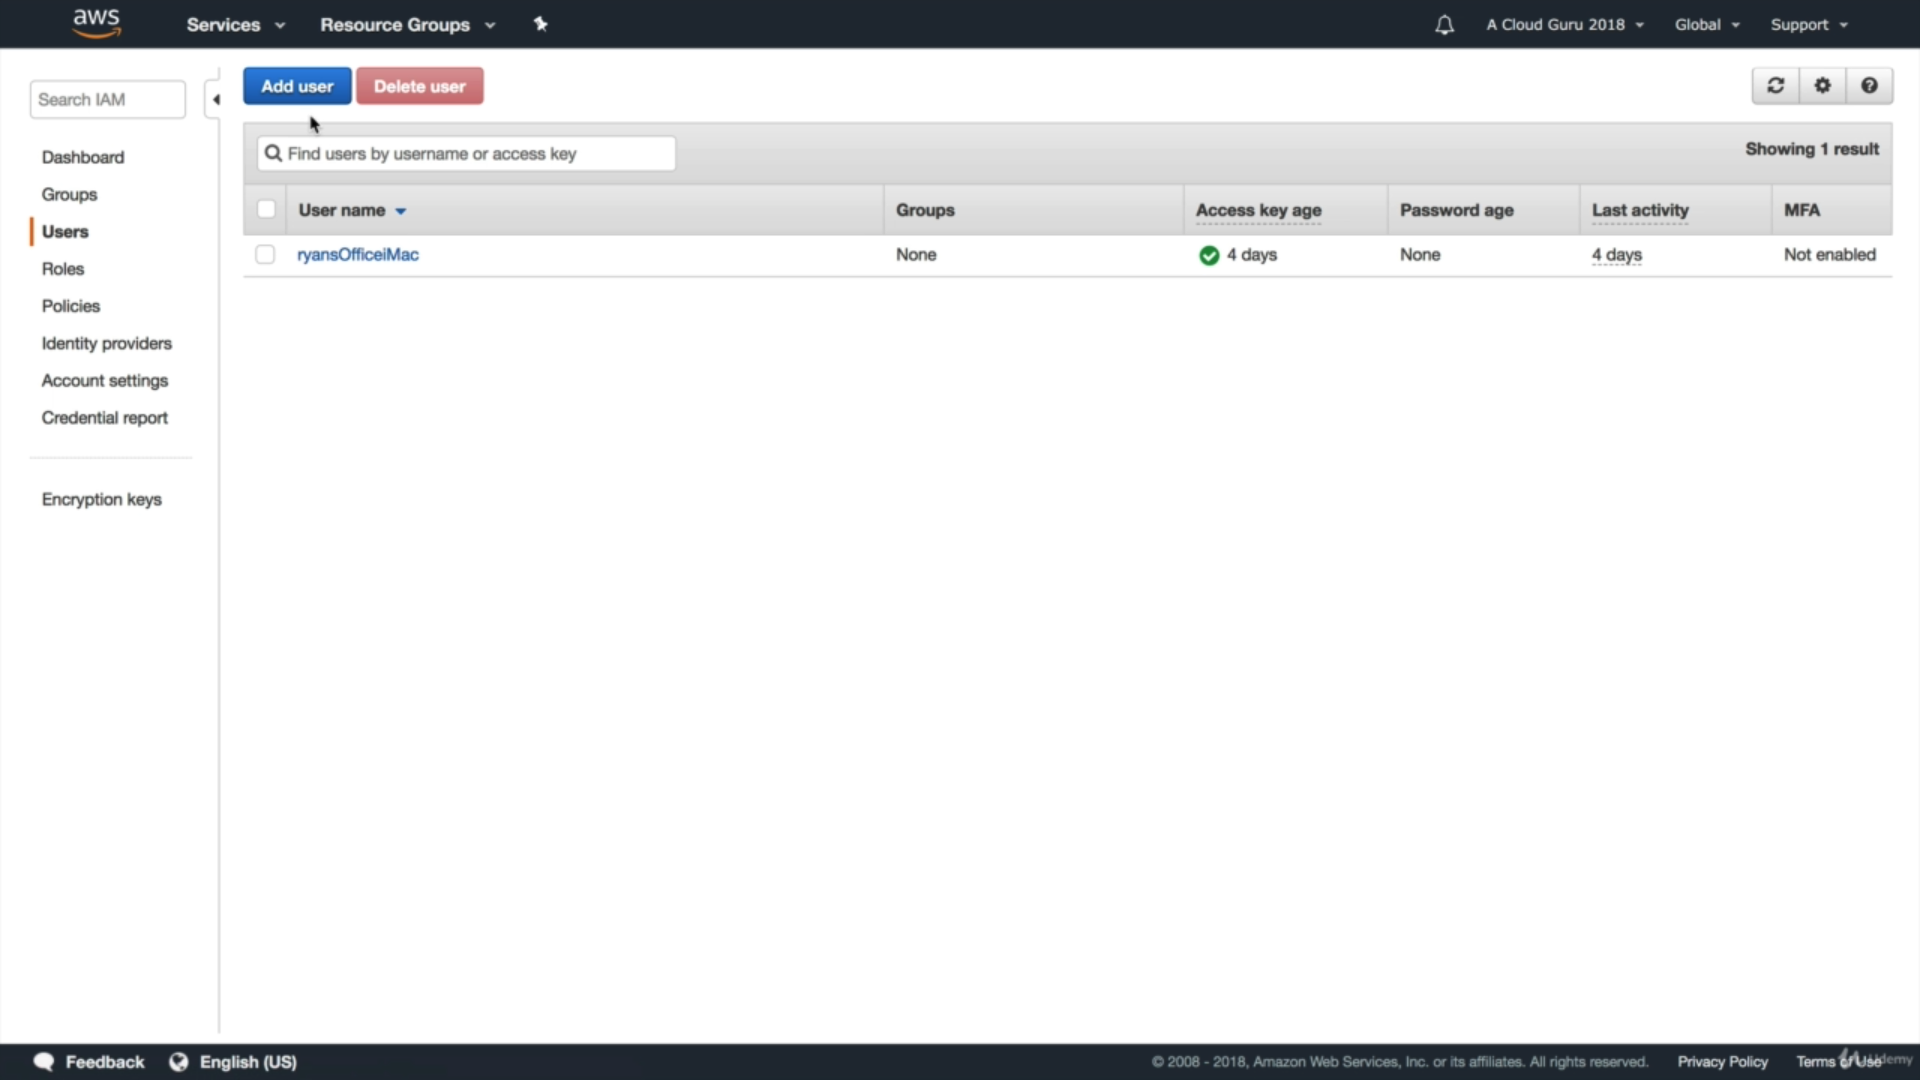 aws Services Resource Groups A Cloud Guru 2018 Global Support
Search IAM
Add user Delete user
Find users by username or access key Showing 1 result
Dashboard
Groups
Users
Roles
Policies
Identity providers
Account settings
Credential report
Encryption keys
User name Groups Access key age Password age Last activity MFA
ryansOfficeiMac None 4 days None 4 days Not enabled
Feedback English (US) © 2008 - 2018, Amazon Web Services, Inc. or its affiliates. All rights reserved. Privacy Policy Terms of Use
Udemy